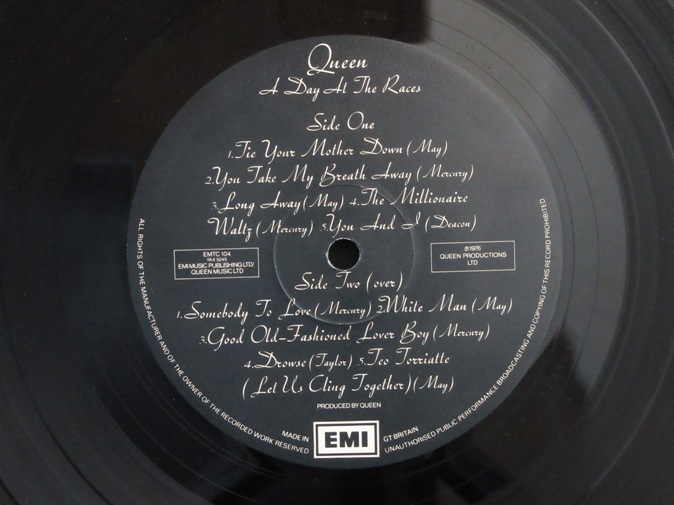 Queen
A Day At The Races
Side One
1.Tie Your Mother Down (May)
2.You Take My Breath Away (Mercury)
3.Long Away (May) 4.The Millionaire
Waltz (Mercury) 5.You And I (Deacon)
EMTC 104
YAX 5245
EMI MUSIC PUBLISHING LTD/
QUEEN MUSIC LTD
℗1976
QUEEN PRODUCTIONS
LTD
Side Two (over)
1.Somebody To Love (Mercury) 2.White Man (May)
3.Good Old-Fashioned Lover Boy (Mercury)
4.Drowse (Taylor) 5.Teo Torriatte
(Let Us Cling Together) (May)
PRODUCED BY QUEEN
MADE IN EMI GT BRITAIN
ALL RIGHTS OF THE MANUFACTURER AND OF THE OWNER OF THE RECORDED WORK RESERVED
UNAUTHORISED PUBLIC PERFORMANCE BROADCASTING AND COPYING OF THIS RECORD PROHIBITED